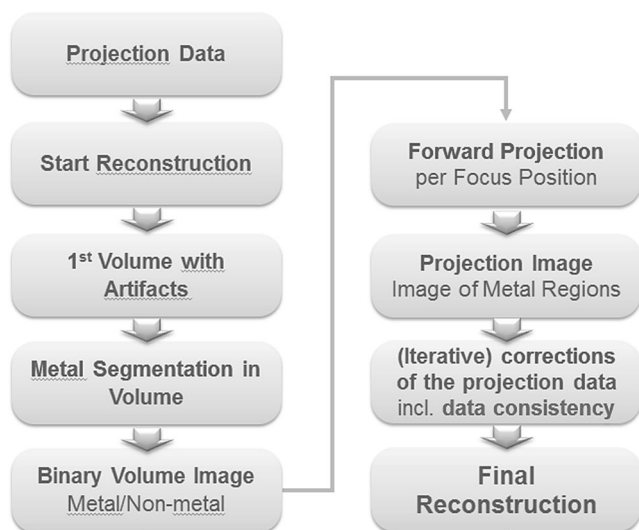 Projection Data
Start Reconstruction
1st Volume with
Artifacts
Metal Segmentation in
Volume
Binary Volume Image
Metal/Non-metal
Forward Projection
per Focus Position
Projection Image
Image of Metal Regions
(Iterative) corrections
of the projection data
incl. data consistency
Final
Reconstruction